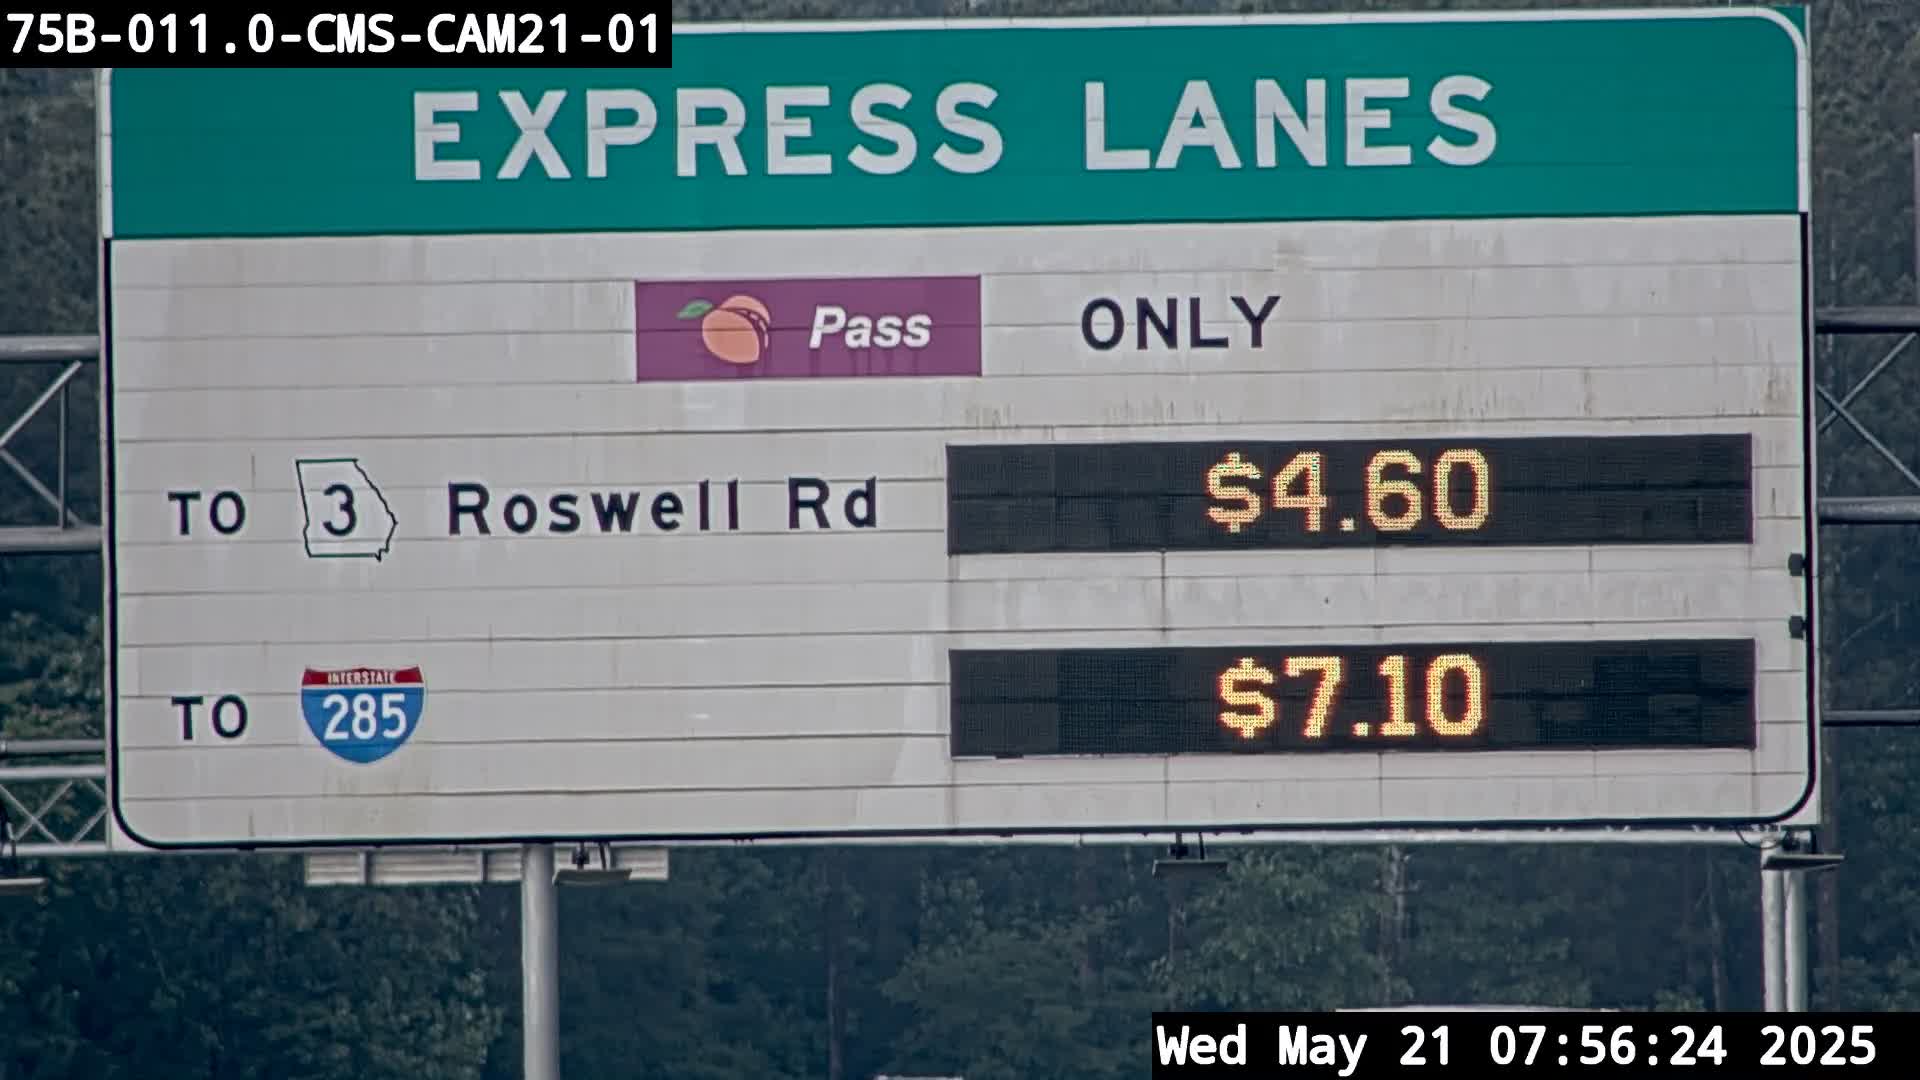 75B-011.0-CMS-CAM21-01
EXPRESS LANES
Pass ONLY
TO 3 Roswell Rd $4.60
TO INTERSTATE 285 $7.10
Wed May 21 07:56:24 2025